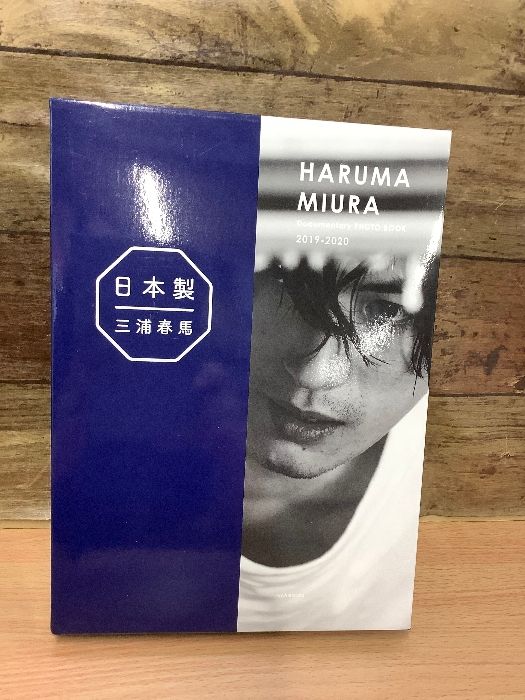 日本製
三浦春馬
HARUMA
MIURA
Documentary PHOTO BOOK
2019-2020